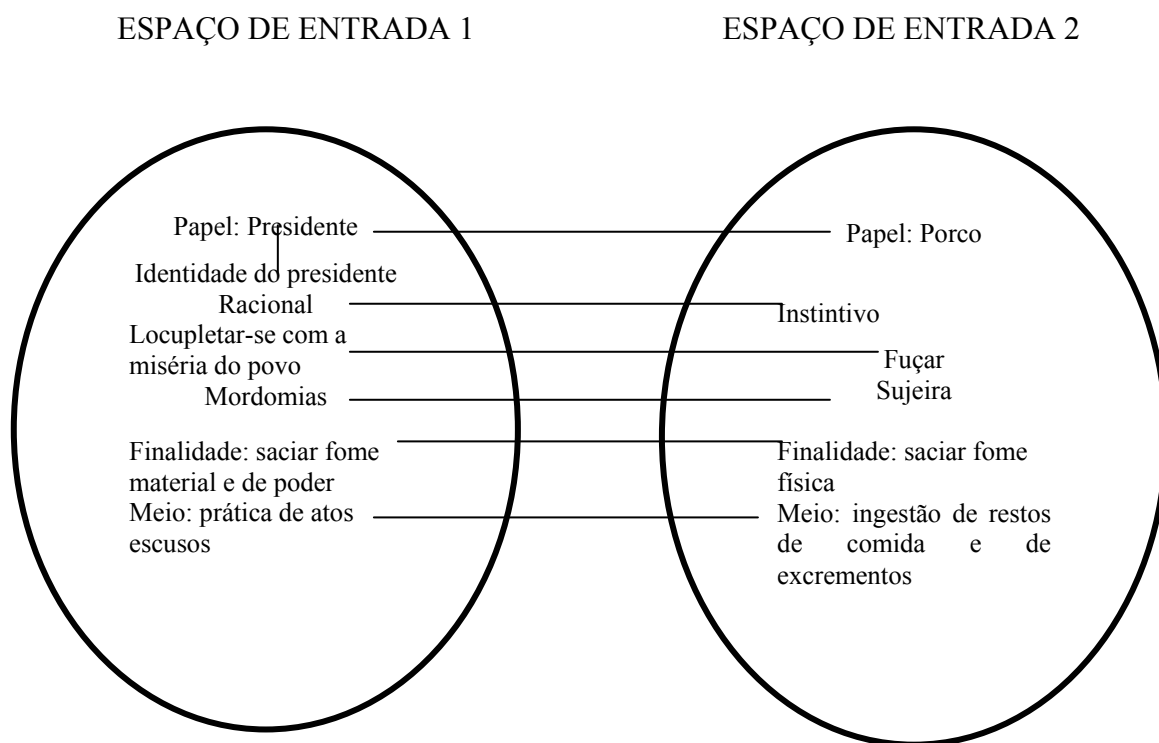 ESPAÇO DE ENTRADA 1
ESPAÇO DE ENTRADA 2
Papel: Presidente
Identidade do presidente
Racional
Locupletar-se com a
miséria do povo
Mordomias
Finalidade: saciar fome
material e de poder
Meio: prática de atos
escusos
Papel: Porco
Instintivo
Fuçar
Sujeira
Finalidade: saciar fome
física
Meio: ingestão de restos
de comida e de
excrementos